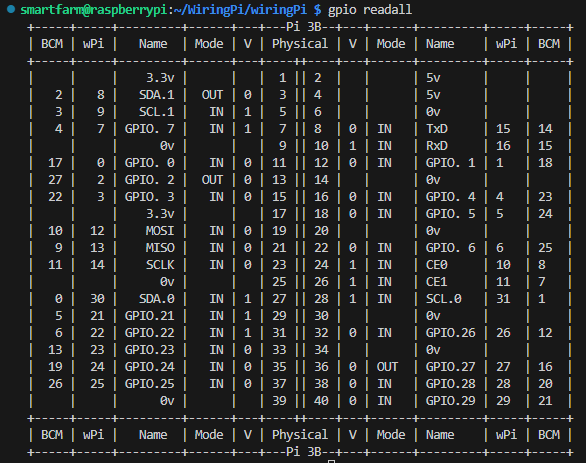 smartfarm@raspberrypi:~/WiringPi/wiringPi $ gpio readall
+-----+-----+---------+------+---+---Pi 3B--+---+------+---------+-----+-----+
| BCM | wPi |   Name  | Mode | V | Physical | V | Mode | Name    | wPi | BCM |
+-----+-----+---------+------+---+----++----+---+------+---------+-----+-----+
|     |     |    3.3v |      |   |  1 || 2  |   |      | 5v      |     |     |
|   2 |   8 |   SDA.1 |  OUT | 0 |  3 || 4  |   |      | 5v      |     |     |
|   3 |   9 |   SCL.1 |   IN | 1 |  5 || 6  |   |      | 0v      |     |     |
|   4 |   7 | GPIO. 7 |   IN | 1 |  7 || 8  | 0 | IN   | TxD     | 15  | 14  |
|     |     |      0v |      |   |  9 || 10 | 1 | IN   | RxD     | 16  | 15  |
|  17 |   0 | GPIO. 0 |   IN | 0 | 11 || 12 | 0 | IN   | GPIO. 1 | 1   | 18  |
|  27 |   2 | GPIO. 2 |  OUT | 0 | 13 || 14 |   |      | 0v      |     |     |
|  22 |   3 | GPIO. 3 |   IN | 0 | 15 || 16 | 0 | IN   | GPIO. 4 | 4   | 23  |
|     |     |    3.3v |      |   | 17 || 18 | 0 | IN   | GPIO. 5 | 5   | 24  |
|  10 |  12 |    MOSI |   IN | 0 | 19 || 20 |   |      | 0v      |     |     |
|   9 |  13 |    MISO |   IN | 0 | 21 || 22 | 0 | IN   | GPIO. 6 | 6   | 25  |
|  11 |  14 |    SCLK |   IN | 0 | 23 || 24 | 1 | IN   | CE0     | 10  | 8   |
|     |     |      0v |      |   | 25 || 26 | 1 | IN   | CE1     | 11  | 7   |
|   0 |  30 |   SDA.0 |   IN | 1 | 27 || 28 | 1 | IN   | SCL.0   | 31  | 1   |
|   5 |  21 | GPIO.21 |   IN | 1 | 29 || 30 |   |      | 0v      |     |     |
|   6 |  22 | GPIO.22 |   IN | 1 | 31 || 32 | 0 | IN   | GPIO.26 | 26  | 12  |
|  13 |  23 | GPIO.23 |   IN | 0 | 33 || 34 |   |      | 0v      |     |     |
|  19 |  24 | GPIO.24 |   IN | 0 | 35 || 36 | 0 | OUT  | GPIO.27 | 27  | 16  |
|  26 |  25 | GPIO.25 |   IN | 0 | 37 || 38 | 0 | IN   | GPIO.28 | 28  | 20  |
|     |     |      0v |      |   | 39 || 40 | 0 | IN   | GPIO.29 | 29  | 21  |
+-----+-----+---------+------+---+----++----+---+------+---------+-----+-----+
| BCM | wPi |   Name  | Mode | V | Physical | V | Mode | Name    | wPi | BCM |
+-----+-----+---------+------+---+---Pi 3B--+---+------+---------+-----+-----+